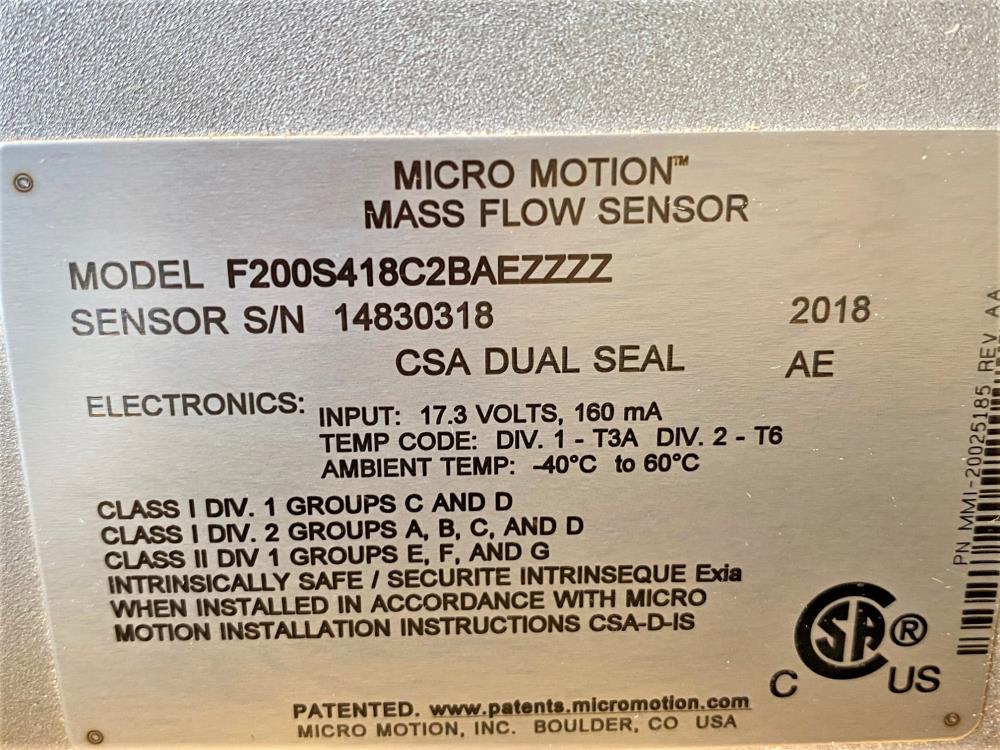 MICRO MOTION™
MASS FLOW SENSOR
MODEL F200S418C2BAEZZZZ
SENSOR S/N 14830318 2018
CSA DUAL SEAL AE
ELECTRONICS: INPUT: 17.3 VOLTS, 160 mA
TEMP CODE: DIV. 1 - T3A DIV. 2 - T6
AMBIENT TEMP: -40°C to 60°C
CLASS I DIV. 1 GROUPS C AND D
CLASS I DIV. 2 GROUPS A, B, C, AND D
CLASS II DIV 1 GROUPS E, F, AND G
INTRINSICALLY SAFE / SECURITE INTRINSEQUE Exia
WHEN INSTALLED IN ACCORDANCE WITH MICRO
MOTION INSTALLATION INSTRUCTIONS CSA-D-IS
C SA ® US
PATENTED. www.patents.micromotion.com
MICRO MOTION, INC. BOULDER, CO USA
PN MMI-20025185 REV AA